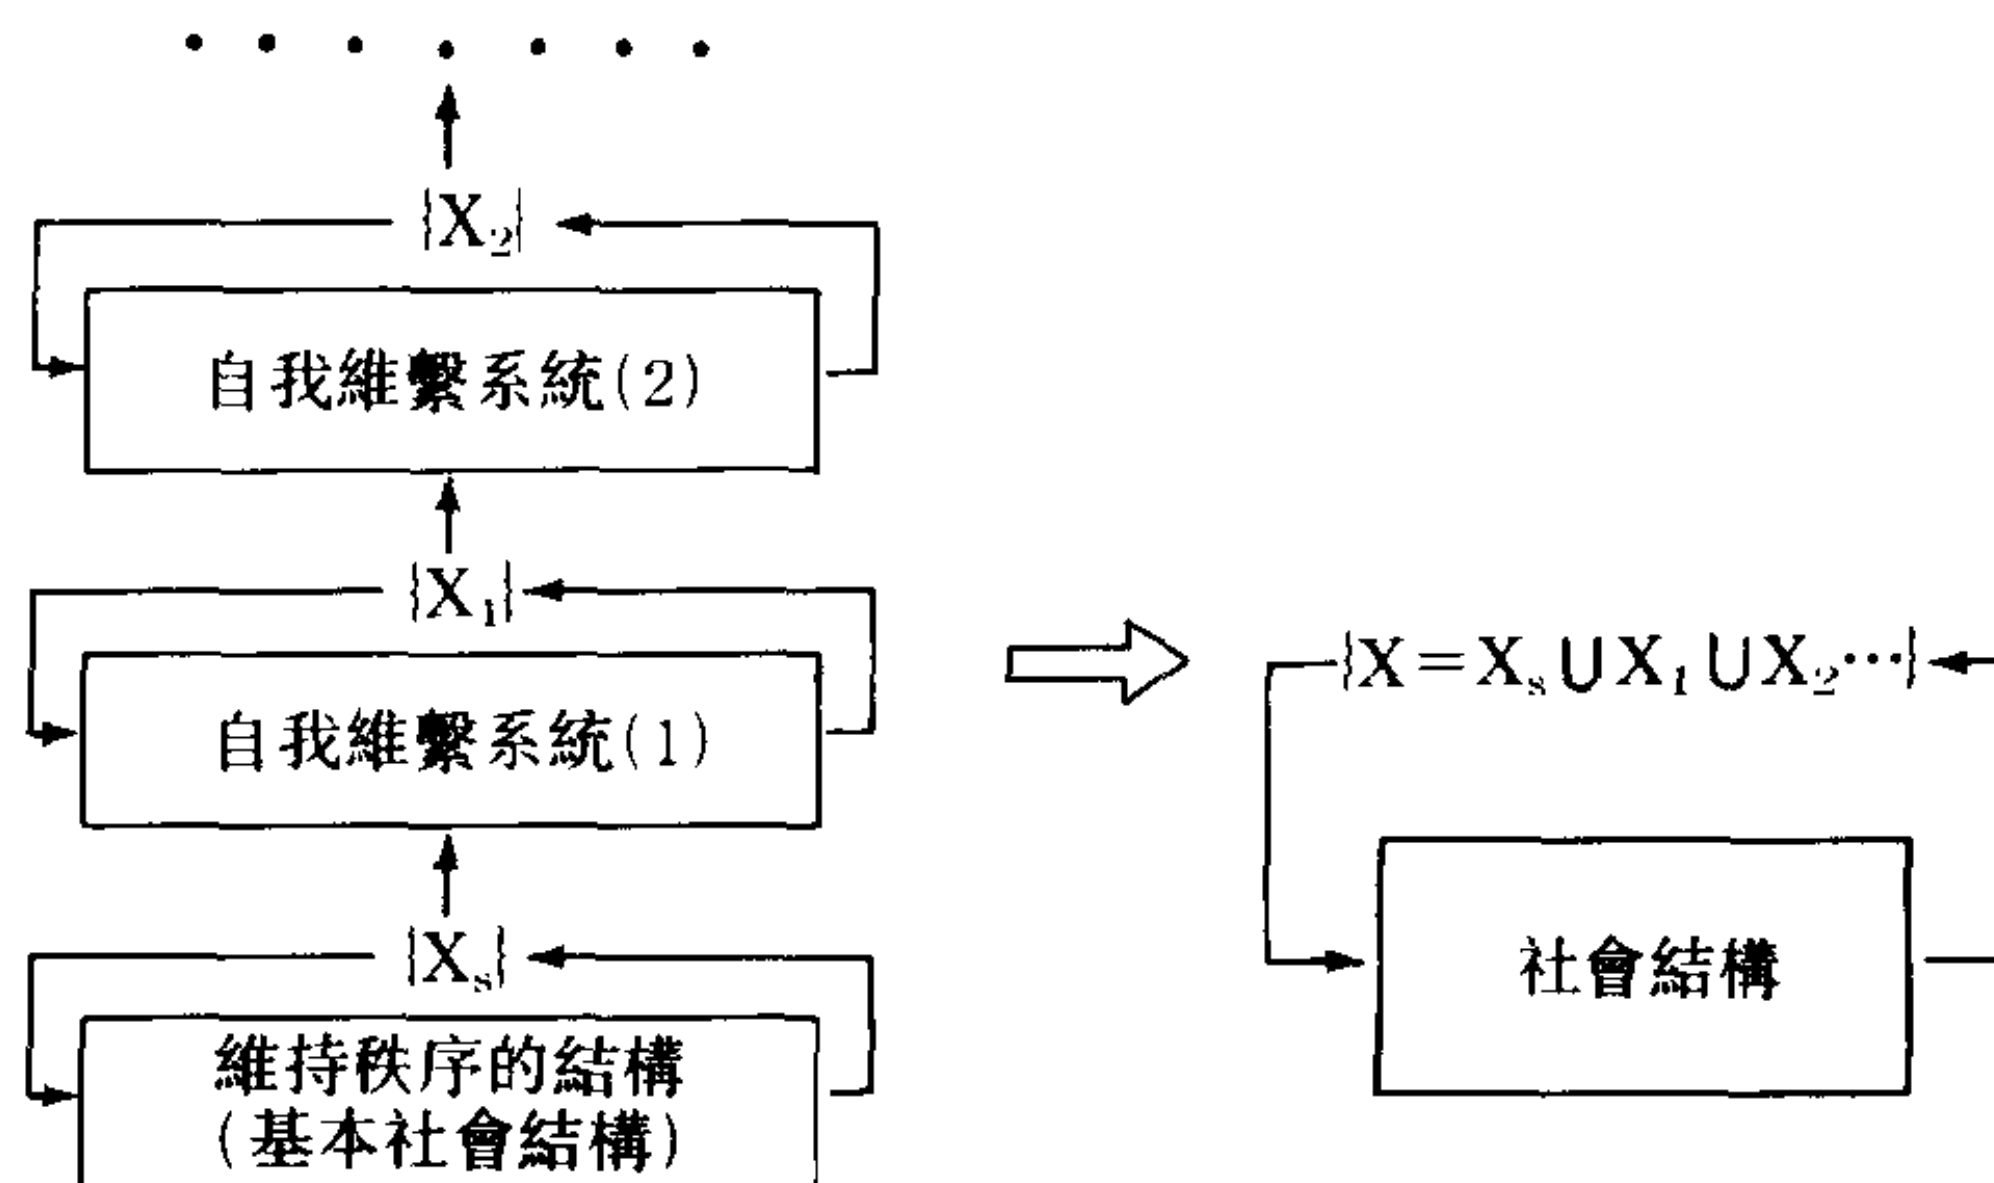 • • • • • • •
{X₂}
自我維繫系統(2)
{X₁}
自我維繫系統(1)
{Xₛ}
維持秩序的結構
(基本社會結構)
{X=Xₛ∪X₁∪X₂…}
社會結構